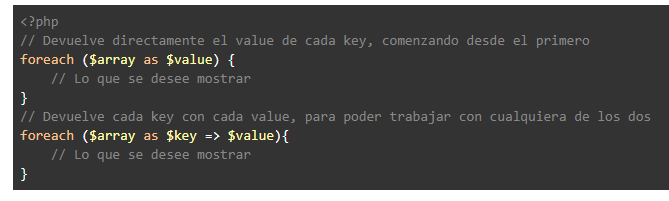 <?php
// Devuelve directamente el value de cada key, comenzando desde el primero
foreach ($array as $value) {
    // Lo que se desee mostrar
}
// Devuelve cada key con cada value, para poder trabajar con cualquiera de los dos
foreach ($array as $key => $value){
    // Lo que se desee mostrar
}